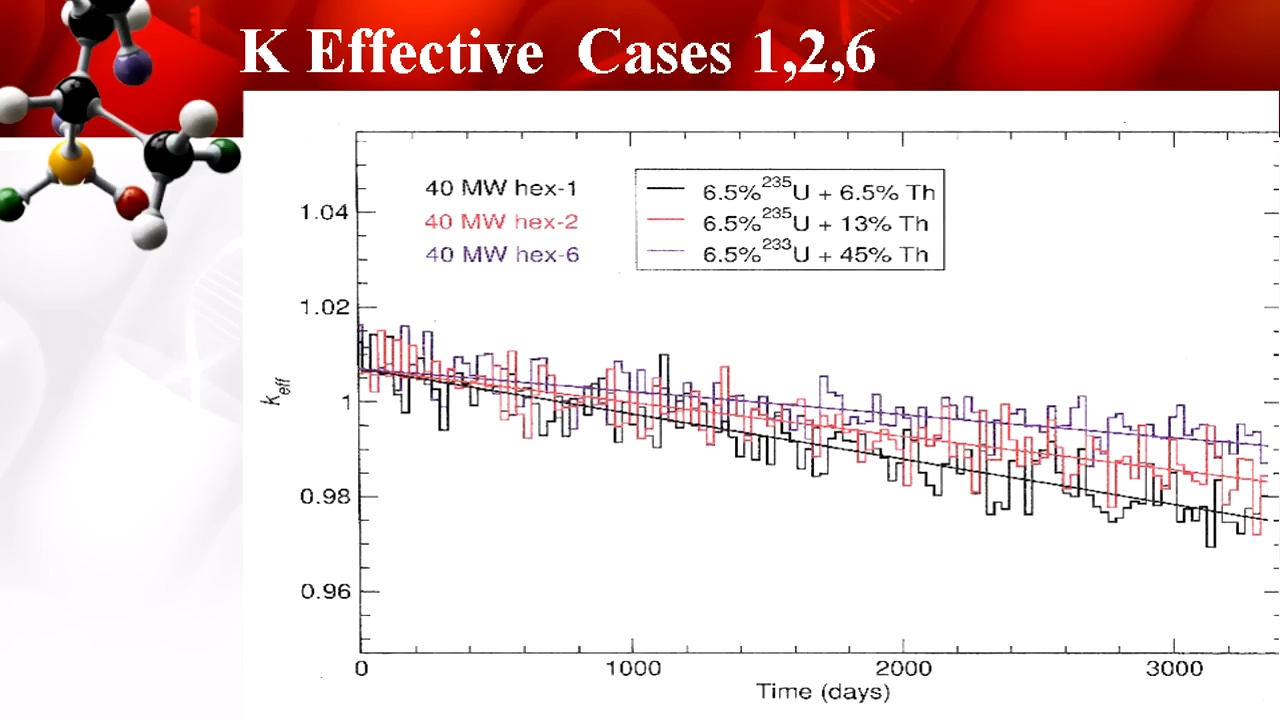 K Effective Cases 1,2,6
40 MW hex-1
40 MW hex-2
40 MW hex-6
6.5%²³⁵U + 6.5% Th
6.5%²³⁵U + 13% Th
6.5%²³³U + 45% Th
1.04
1.02
1
0.98
0.96
k_eff
0 1000 2000 3000
Time (days)